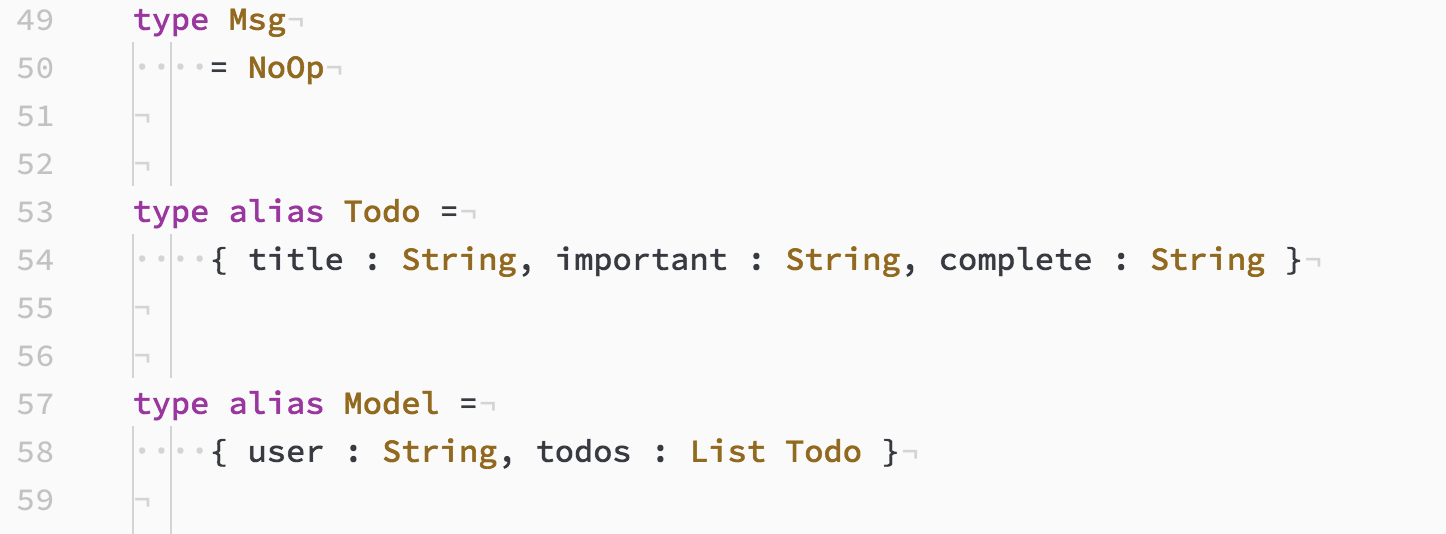 49 type Msg¬
50 ····= NoOp¬
51 ¬
52 ¬
53 type alias Todo =¬
54 ····{ title : String, important : String, complete : String }¬
55 ¬
56 ¬
57 type alias Model =¬
58 ····{ user : String, todos : List Todo }¬
59 ¬